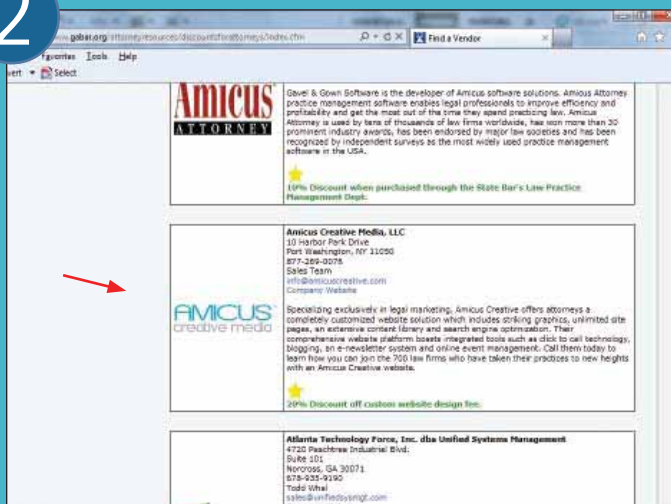 2
www.gabar.org/attorneyresources/discountsforattorneys/index.cfm
Find a Vendor
Favorites Tools Help
Select
AMICUS
ATTORNEY
Gavel & Gown Software is the developer of Amicus software solutions. Amicus Attorney
practice management software enables legal professionals to improve efficiency and
profitability and get the most out of the time they spend practicing law. Amicus
Attorney is used by tens of thousands of law firms worldwide, has won more than 30
prominent industry awards, has been endorsed by major law societies and has been
recognized by independent surveys as the most widely used practice management
software in the USA.
10% Discount when purchased through the State Bar's Law Practice
Management Dept.
AMICUS
creative media
Amicus Creative Media, LLC
10 Harbor Park Drive
Port Washington, NY 11050
877-269-0076
Sales Team
info@amicuscreative.com
Company Website
Specializing exclusively in legal marketing, Amicus Creative offers attorneys a
completely customized website solution which includes striking graphics, unlimited site
pages, an extensive content library and search engine optimization. Their
comprehensive website platform boasts integrated tools such as click to call technology,
blogging, an e-newsletter system and online event management. Call them today to
learn how you can join the 700 law firms who have taken their practices to new heights
with an Amicus Creative website.
20% Discount off custom website design fee.
Atlanta Technology Force, Inc. dba Unified Systems Management
4720 Peachtree Industrial Blvd.
Suite 101
Norcross, GA 30071
678-935-9190
Todd Whal
sales@unifiedsysmgt.com